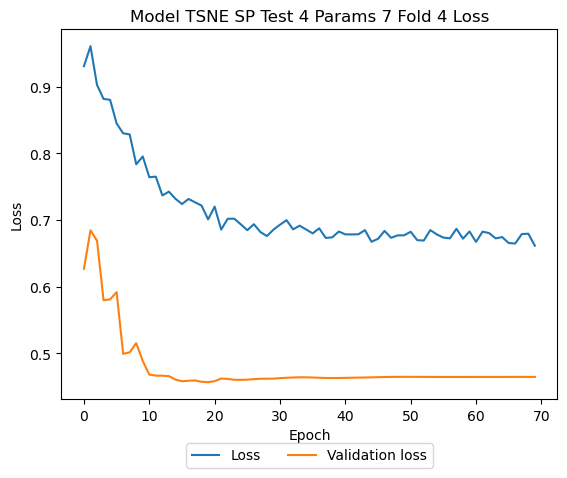 Model TSNE SP Test 4 Params 7 Fold 4 Loss
0.9
0.8
0.7
0.6
0.5
Loss
0 10 20 30 40 50 60 70
Epoch
Loss Validation loss